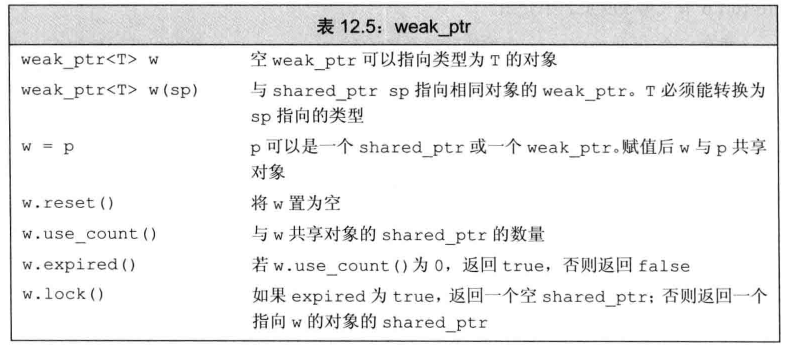 表 12.5：weak_ptr
weak_ptr<T> w 空 weak_ptr 可以指向类型为 T 的对象
weak_ptr<T> w(sp) 与 shared_ptr sp 指向相同对象的 weak_ptr。T 必须能转换为
sp 指向的类型
w = p p 可以是一个 shared_ptr 或一个 weak_ptr。赋值后 w 与 p 共享
对象
w.reset() 将 w 置为空
w.use_count() 与 w 共享对象的 shared_ptr 的数量
w.expired() 若 w.use_count() 为 0，返回 true，否则返回 false
w.lock() 如果 expired 为 true，返回一个空 shared_ptr；否则返回一个
指向 w 的对象的 shared_ptr